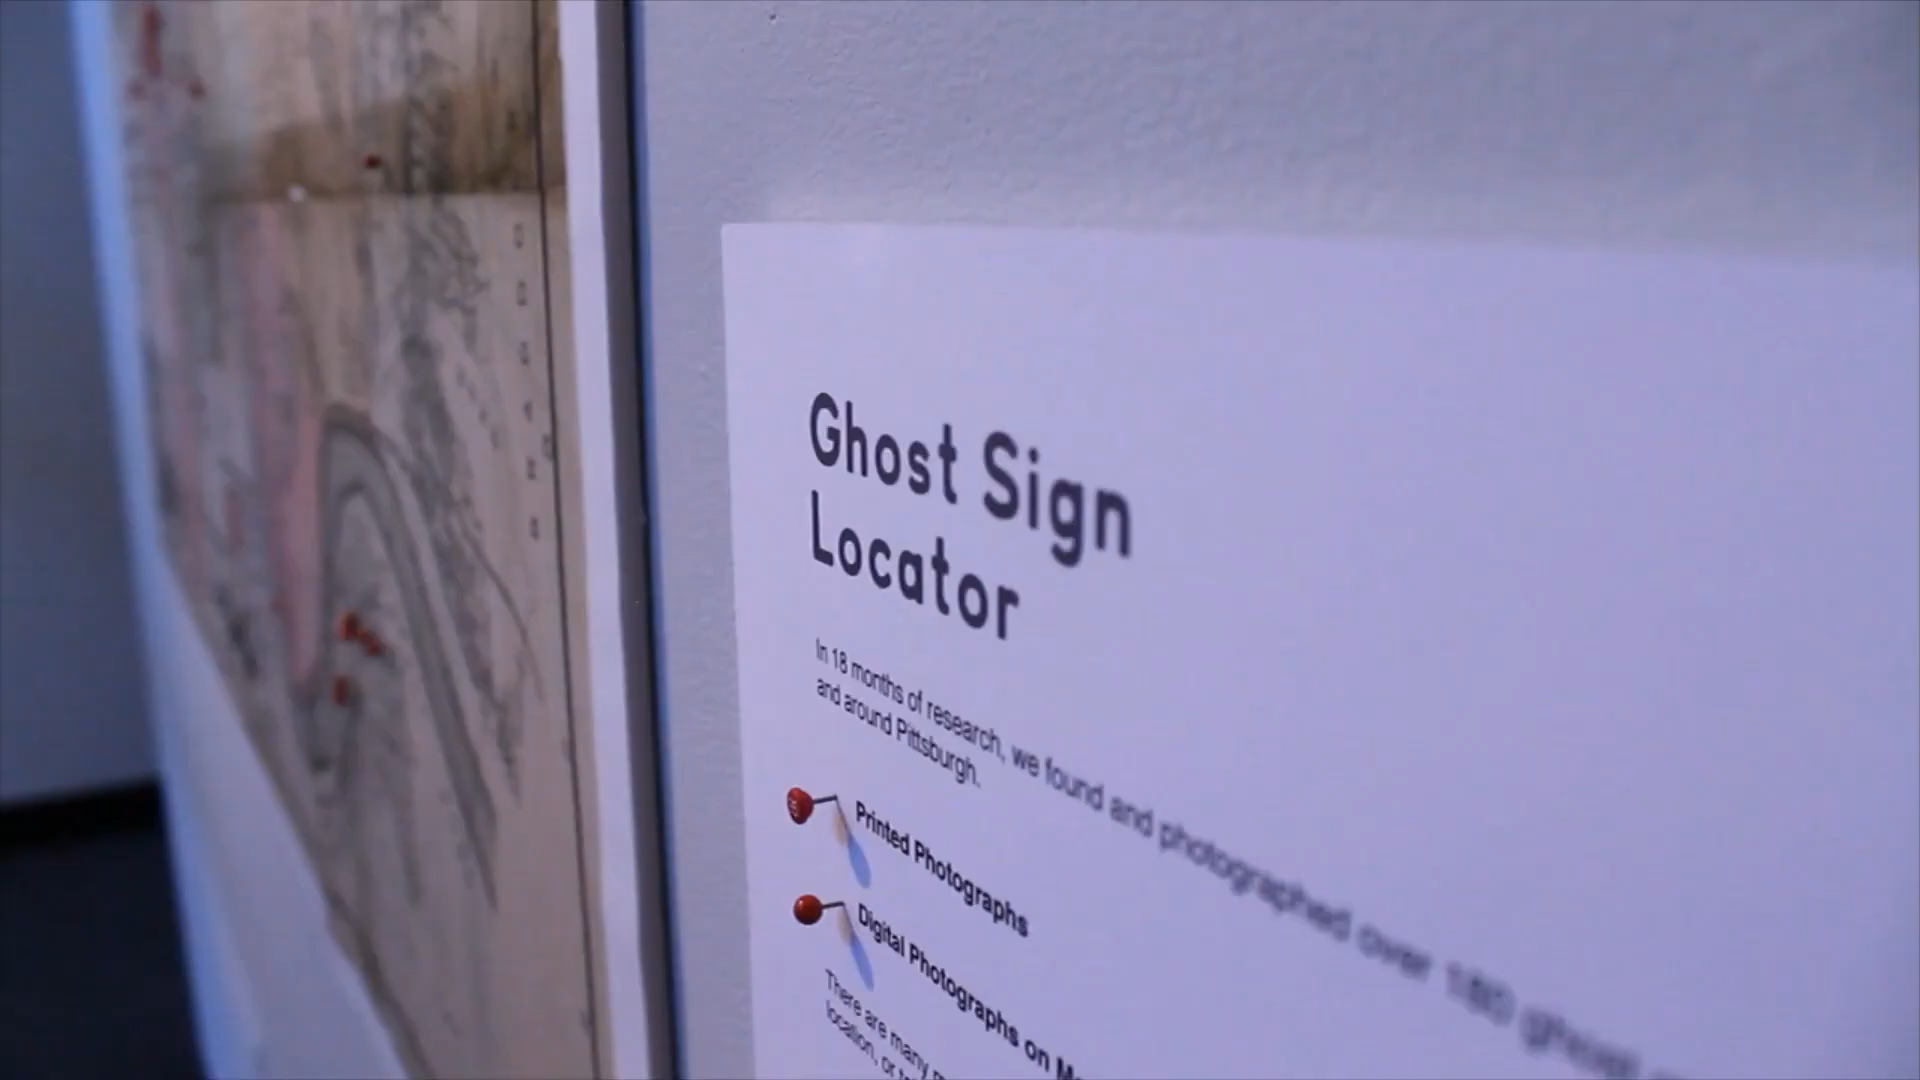 Ghost Sign
Locator
In 18 months of research, we found and photographed over 180 ghost
and around Pittsburgh.
Printed Photographs
Digital Photographs on
There are many
location, or